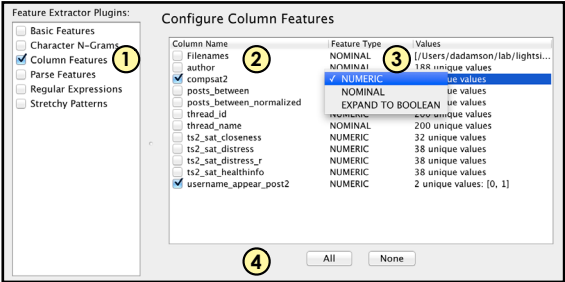 Feature Extractor Plugins:
Basic Features
Character N-Grams
Column Features
Parse Features
Regular Expressions
Stretchy Patterns
1
Configure Column Features
Column Name Feature Type Values
2
3
Filenames NOMINAL [/Users/dadamson/lab/lightsi...
author NOMINAL 188 unique values
compsat2 ✓ NUMERIC que values
posts_between NOMINAL que values
posts_between_normalized EXPAND TO BOOLEAN que values
thread_id NUMERIC 200 unique values
thread_name NOMINAL 200 unique values
ts2_sat_closeness NUMERIC 32 unique values
ts2_sat_distress NUMERIC 38 unique values
ts2_sat_distress_r NUMERIC 38 unique values
ts2_sat_healthinfo NUMERIC 38 unique values
username_appear_post2 NUMERIC 2 unique values: [0, 1]
4
All None